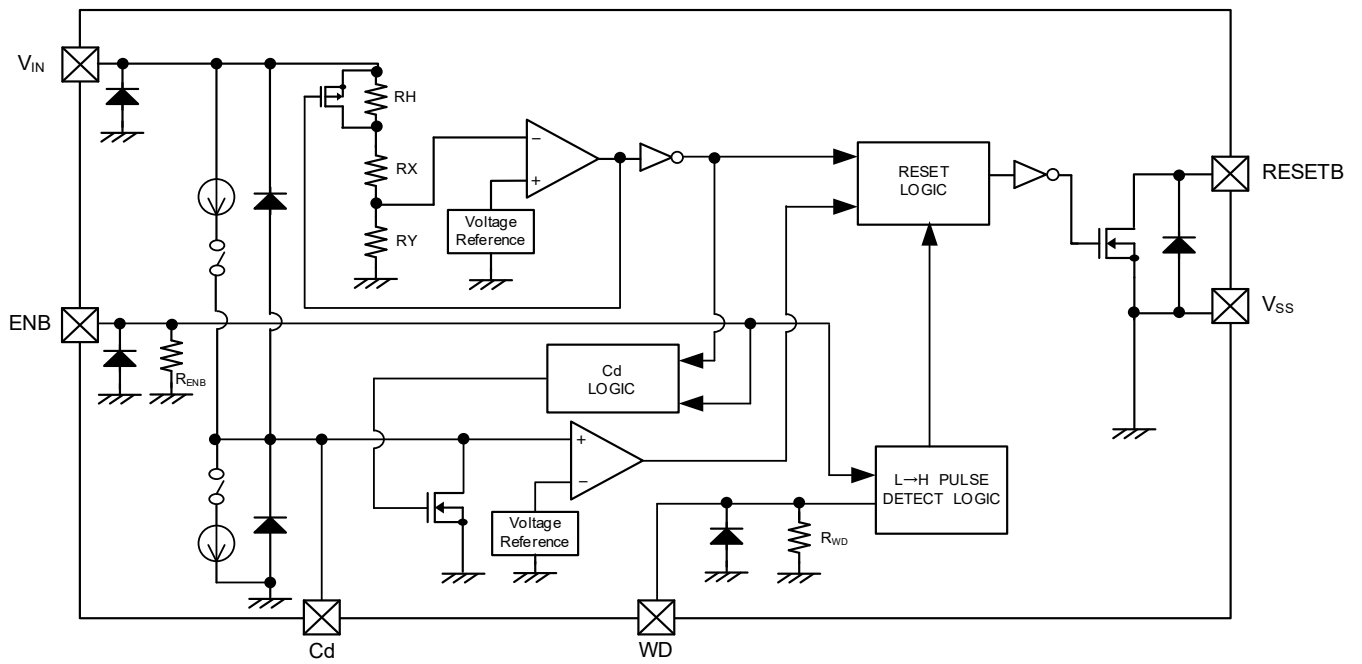 VIN
RH
RX
RY
Voltage
Reference
RESET
LOGIC
RESETB
VSS
ENB
RENB
Cd
LOGIC
Voltage
Reference
L→H PULSE
DETECT LOGIC
RWD
Cd
WD
−
+
+
−